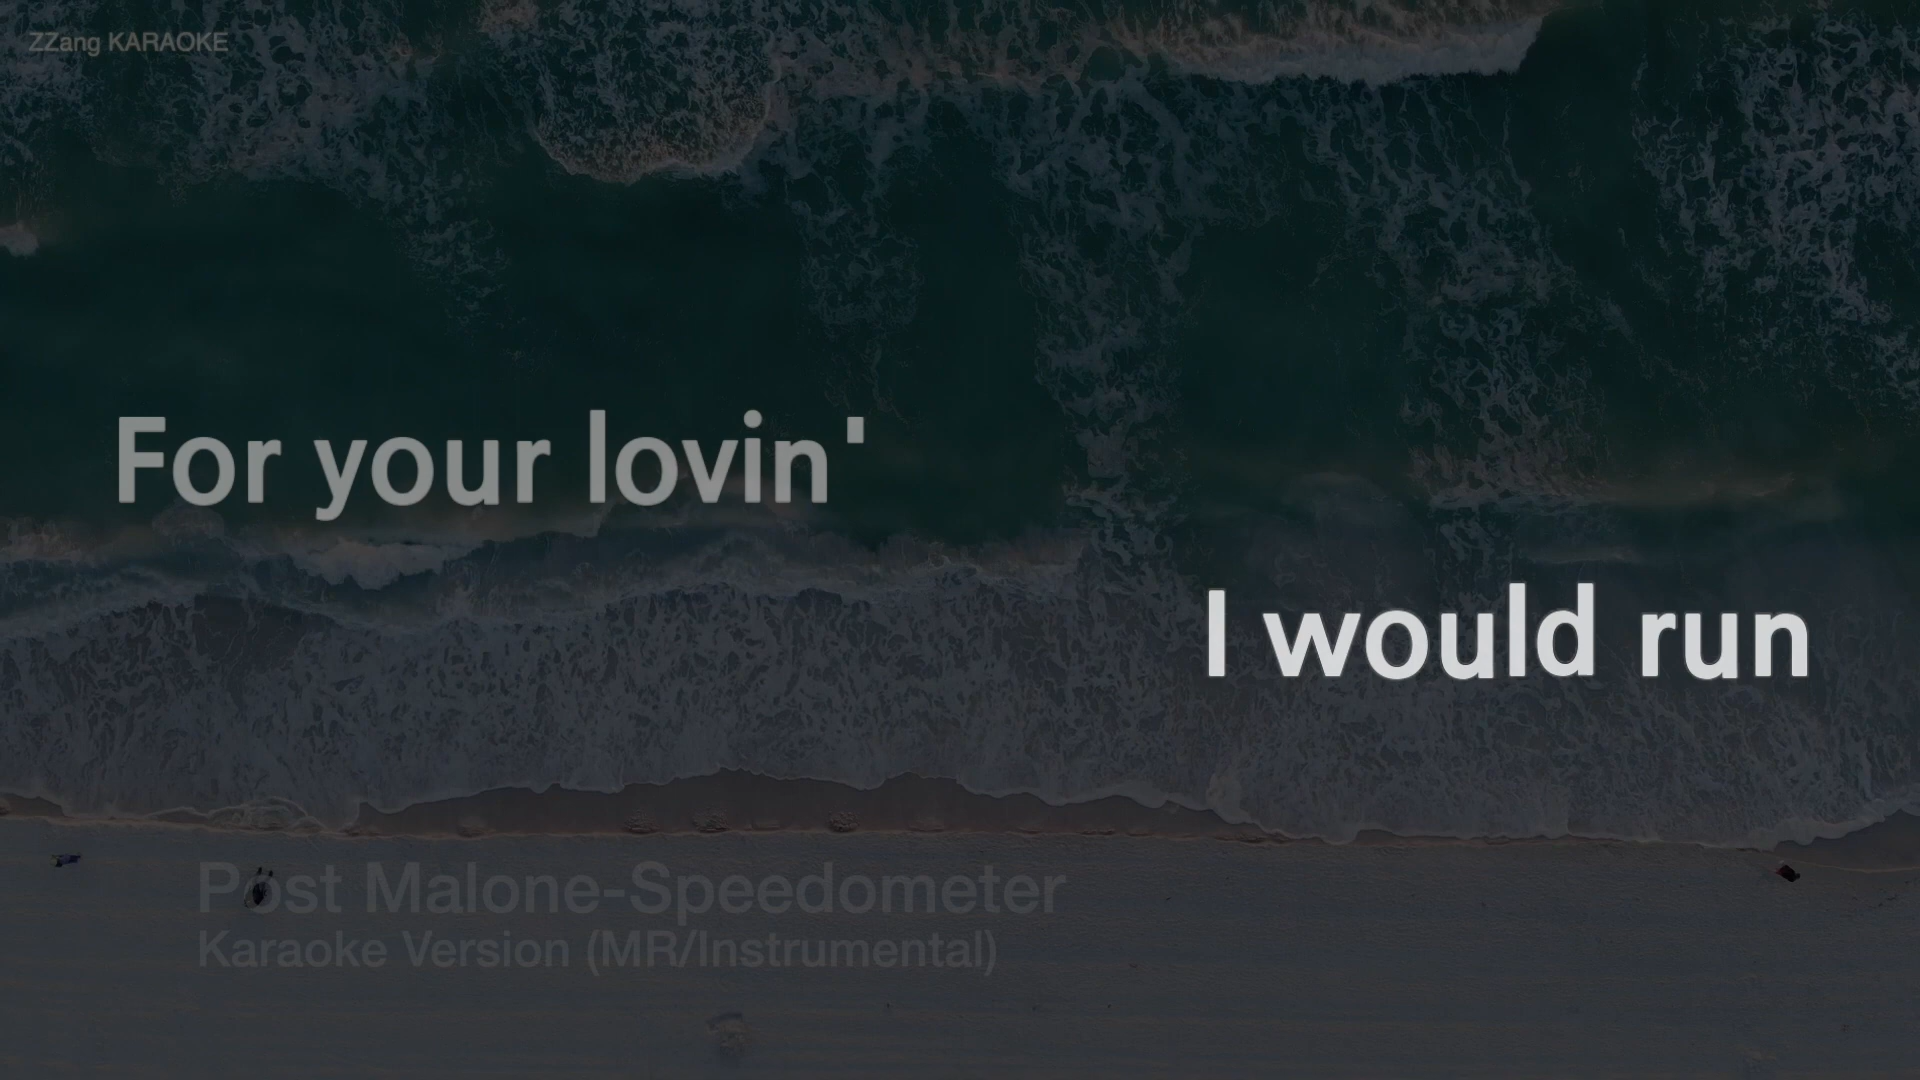 ZZang KARAOKE
For your lovin'
I would run
Post Malone-Speedometer
Karaoke Version (MR/Instrumental)